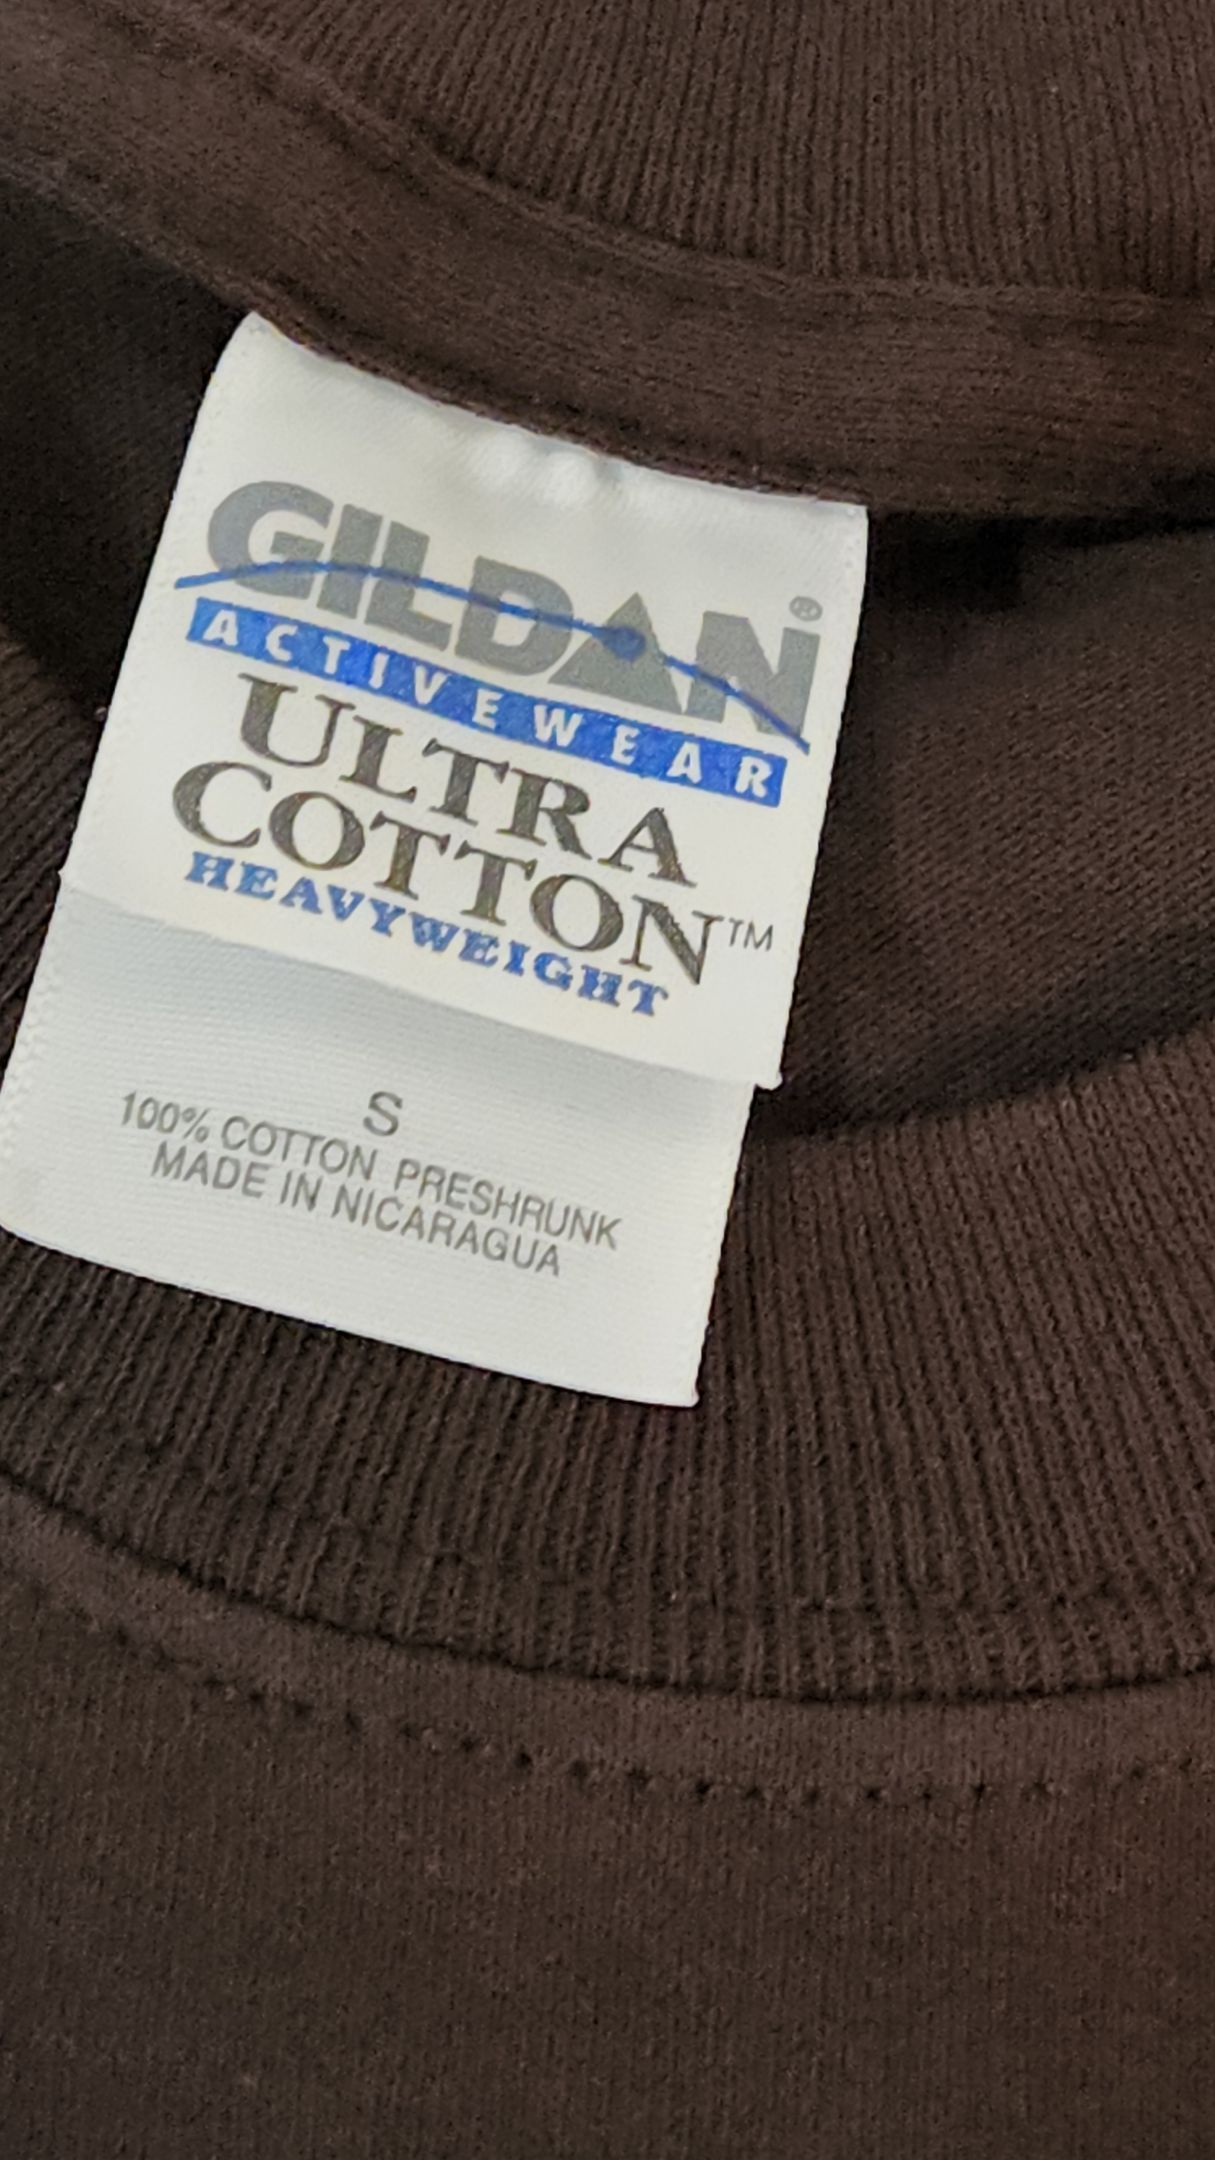 GILDAN®
ACTIVEWEAR
ULTRA
COTTON™
HEAVYWEIGHT
S
100% COTTON PRESHRUNK
MADE IN NICARAGUA